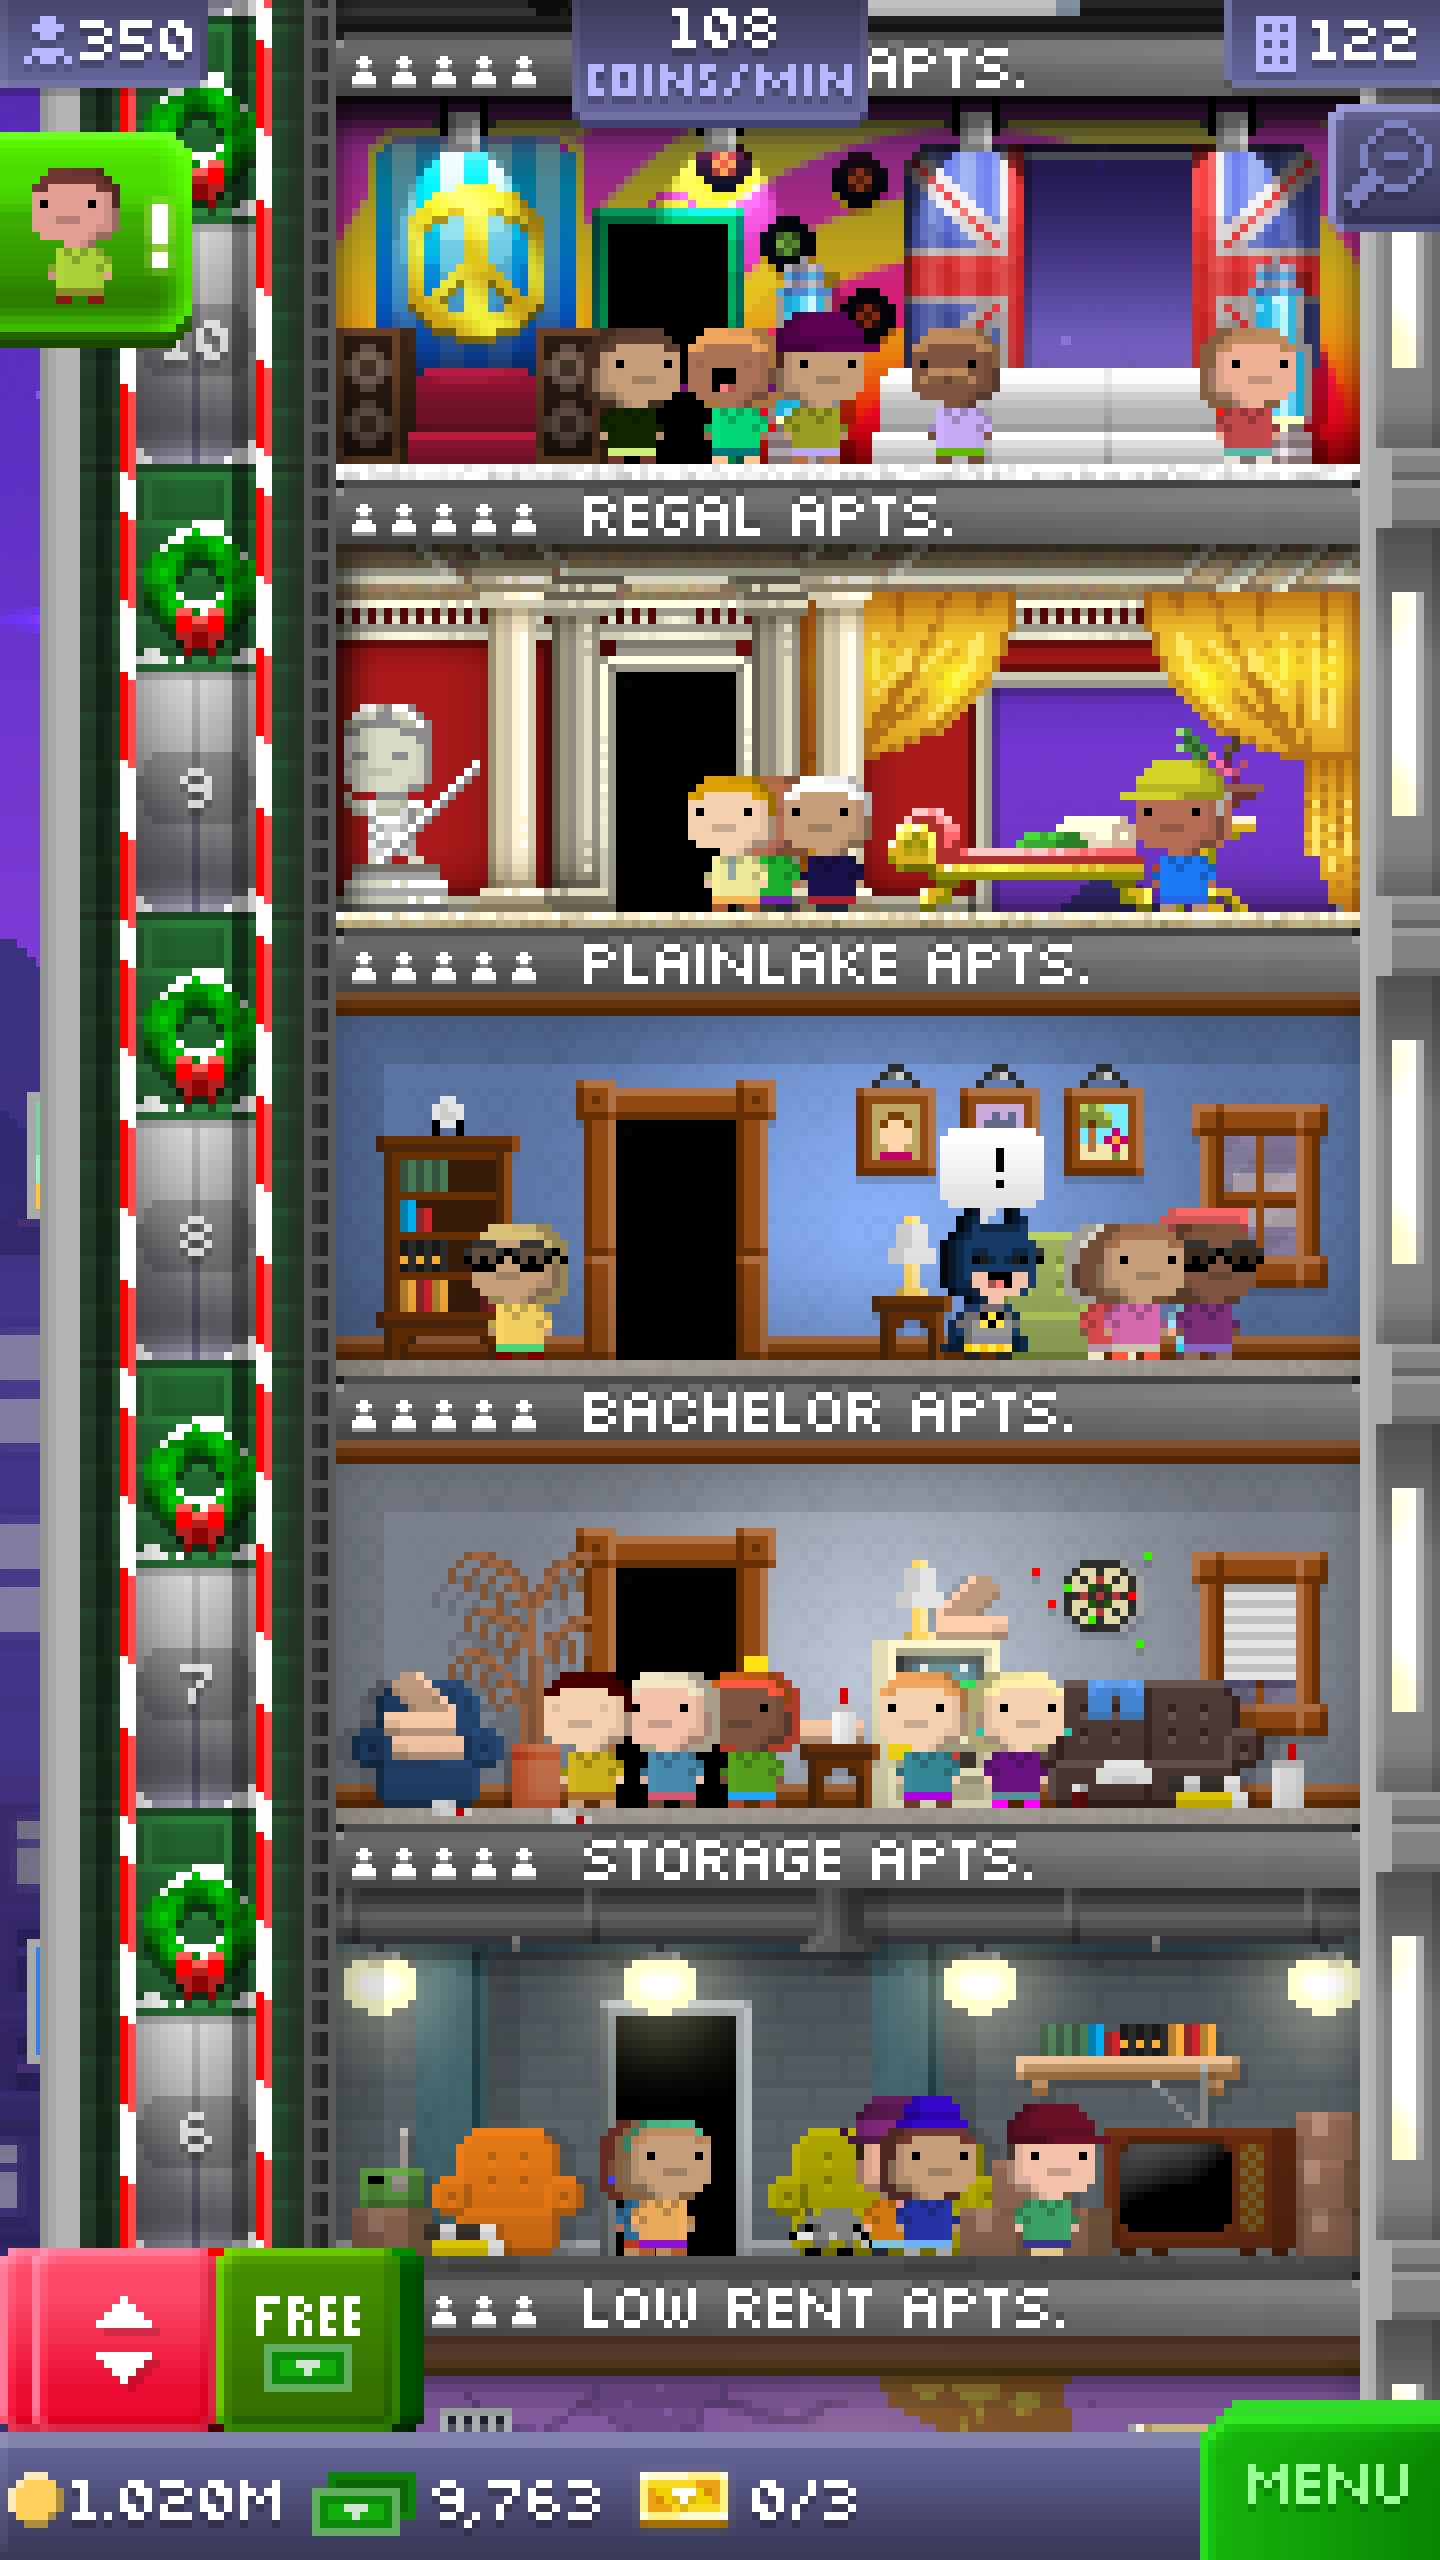 350
108
COINS/MIN
122
APTS.
!
10
REGAL APTS.
9
PLAINLAKE APTS.
!
8
BACHELOR APTS.
7
STORAGE APTS.
6
FREE
LOW RENT APTS.
1.020M
9,763
0/3
MENU